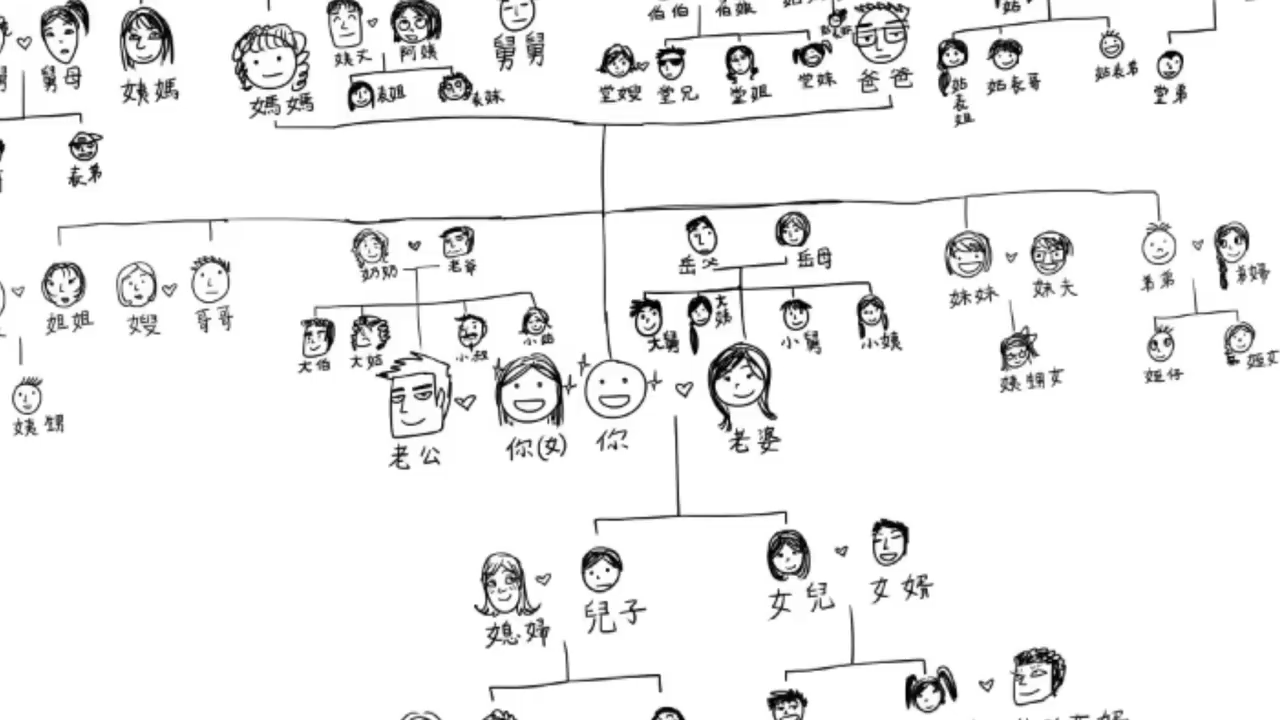 伯伯
伯娘
姑
舅母
姨媽
媽媽
姨丈
阿姨
舅舅
堂嫂
堂兄
堂姐
堂妹
爸爸
姑表姐
姑表哥
姑表弟
堂弟
表姐
表妹
表弟
奶奶
老爺
岳父
岳母
姐姐
嫂
哥哥
妹妹
妹夫
弟弟
弟婦
大伯
大姑
小叔
小姑
大舅
大姨
小舅
小姨
姨甥
姨甥女
姪仔
姪女
老公
你(女)
你
老婆
媳婦
兒子
女兒
女婿